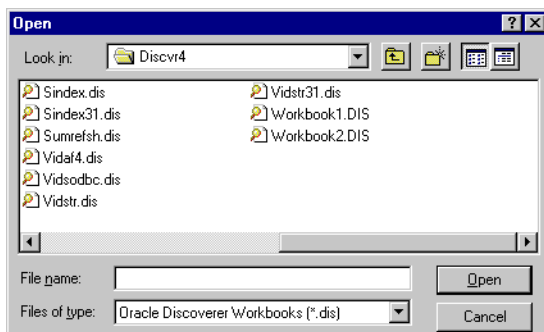 Open
Look in: Discvr4
Sindex.dis
Sindex31.dis
Sumrefsh.dis
Vidaf4.dis
Vidsodbc.dis
Vidstr.dis
Vidstr31.dis
Workbook1.DIS
Workbook2.DIS
File name:
Open
Files of type: Oracle Discoverer Workbooks (*.dis)
Cancel